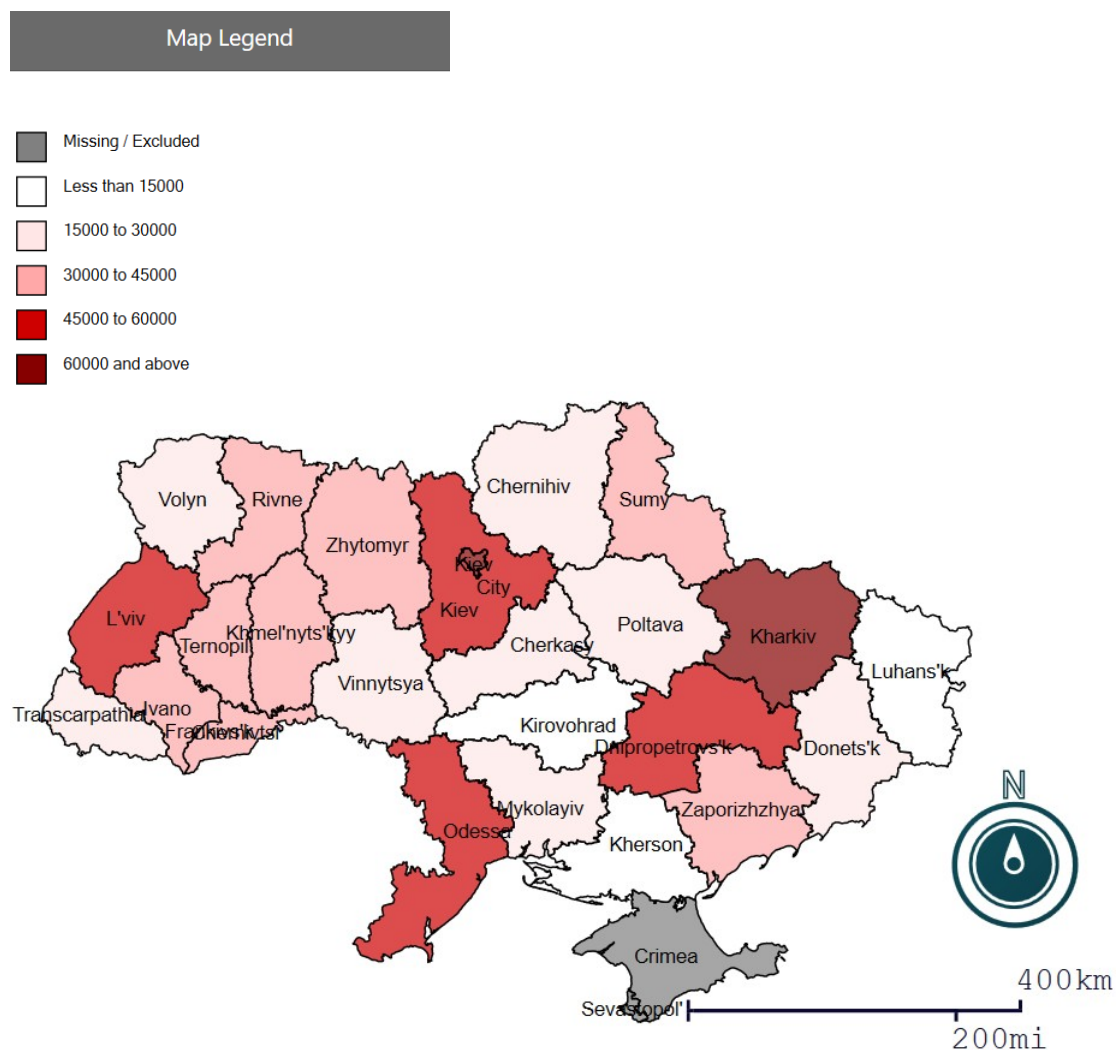 Map Legend
Missing / Excluded
Less than 15000
15000 to 30000
30000 to 45000
45000 to 60000
60000 and above
Chernihiv
Volyn
Rivne
Sumy
Zhytomyr
Kiev
City
Kiev
L'viv
Poltava
Khmel'nyts'kyy
Kharkiv
Ternopil
Cherkasy
Luhans'k
Vinnytsya
Transcarpathia
Ivano
Frankivs'k
Chernivtsi
Kirovohrad
Dnipropetrovs'k
Donets'k
N
Mykolayiv
Zaporizhzhya
Odessa
Kherson
Crimea
400km
Sevastopol'
200mi